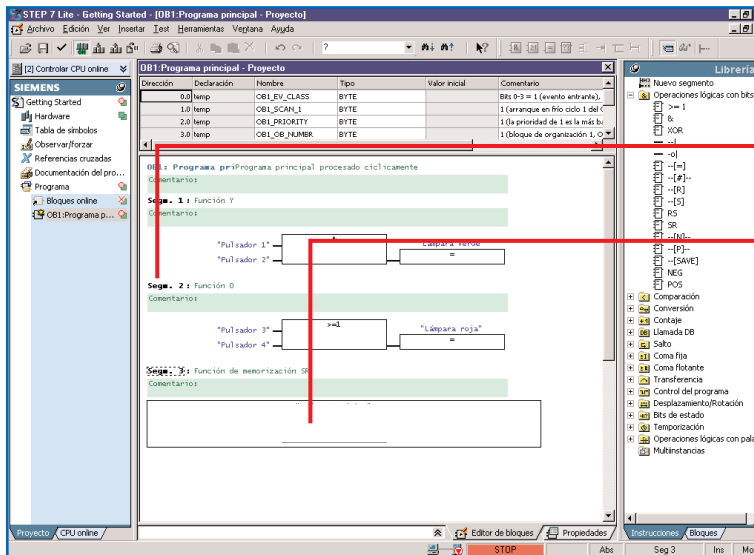 STEP 7 Lite - Getting Started - [OB1:Programa principal - Proyecto]
Archivo Edición Ver Insertar Test Herramientas Ventana Ayuda
?
[2] Controlar CPU online
SIEMENS
Getting Started
Hardware
Tabla de símbolos
Observar/forzar
Referencias cruzadas
Documentación del pro...
Programa
Bloques online
OB1:Programa p...
Proyecto CPU online
OB1:Programa principal - Proyecto
Dirección Declaración Nombre Tipo Valor inicial Comentario
0.0 temp OB1_EV_CLASS BYTE Bits 0-3 = 1 (evento entrante),
1.0 temp OB1_SCAN_1 BYTE 1 (arranque en frío ciclo 1 del
2.0 temp OB1_PRIORITY BYTE 1 (la prioridad de 1 es la más ba
3.0 temp OB1_OB_NUMBR BYTE 1 (bloque de organización 1, O
OB1: Programa priPrograma principal procesado cíclicamente
Comentario:
Segm. 1: Función Y
Comentario:
"Pulsador 1"
"Pulsador 2"
"Lámpara verde"
=
Segm. 2: Función O
Comentario:
"Pulsador 3"
"Pulsador 4"
>=1
"Lámpara roja"
=
Segm. 3: Función de memorización SR
Comentario:
Editor de bloques Propiedades
Librería
Nuevo segmento
Operaciones lógicas con bits
>= 1
&
XOR
--|
-o|
--[=]
--[#]--
--[R]
--[S]
RS
SR
--[N]--
--[P]--
--[SAVE]
NEG
POS
Comparación
Conversión
Contaje
Llamada DB
Salto
Coma fija
Coma flotante
Transferencia
Control del programa
Desplazamiento/Rotación
Bits de estado
Temporización
Operaciones lógicas con pala
Multiinstancias
Instrucciones Bloques
STOP Abs Seg 3 Ins Mo